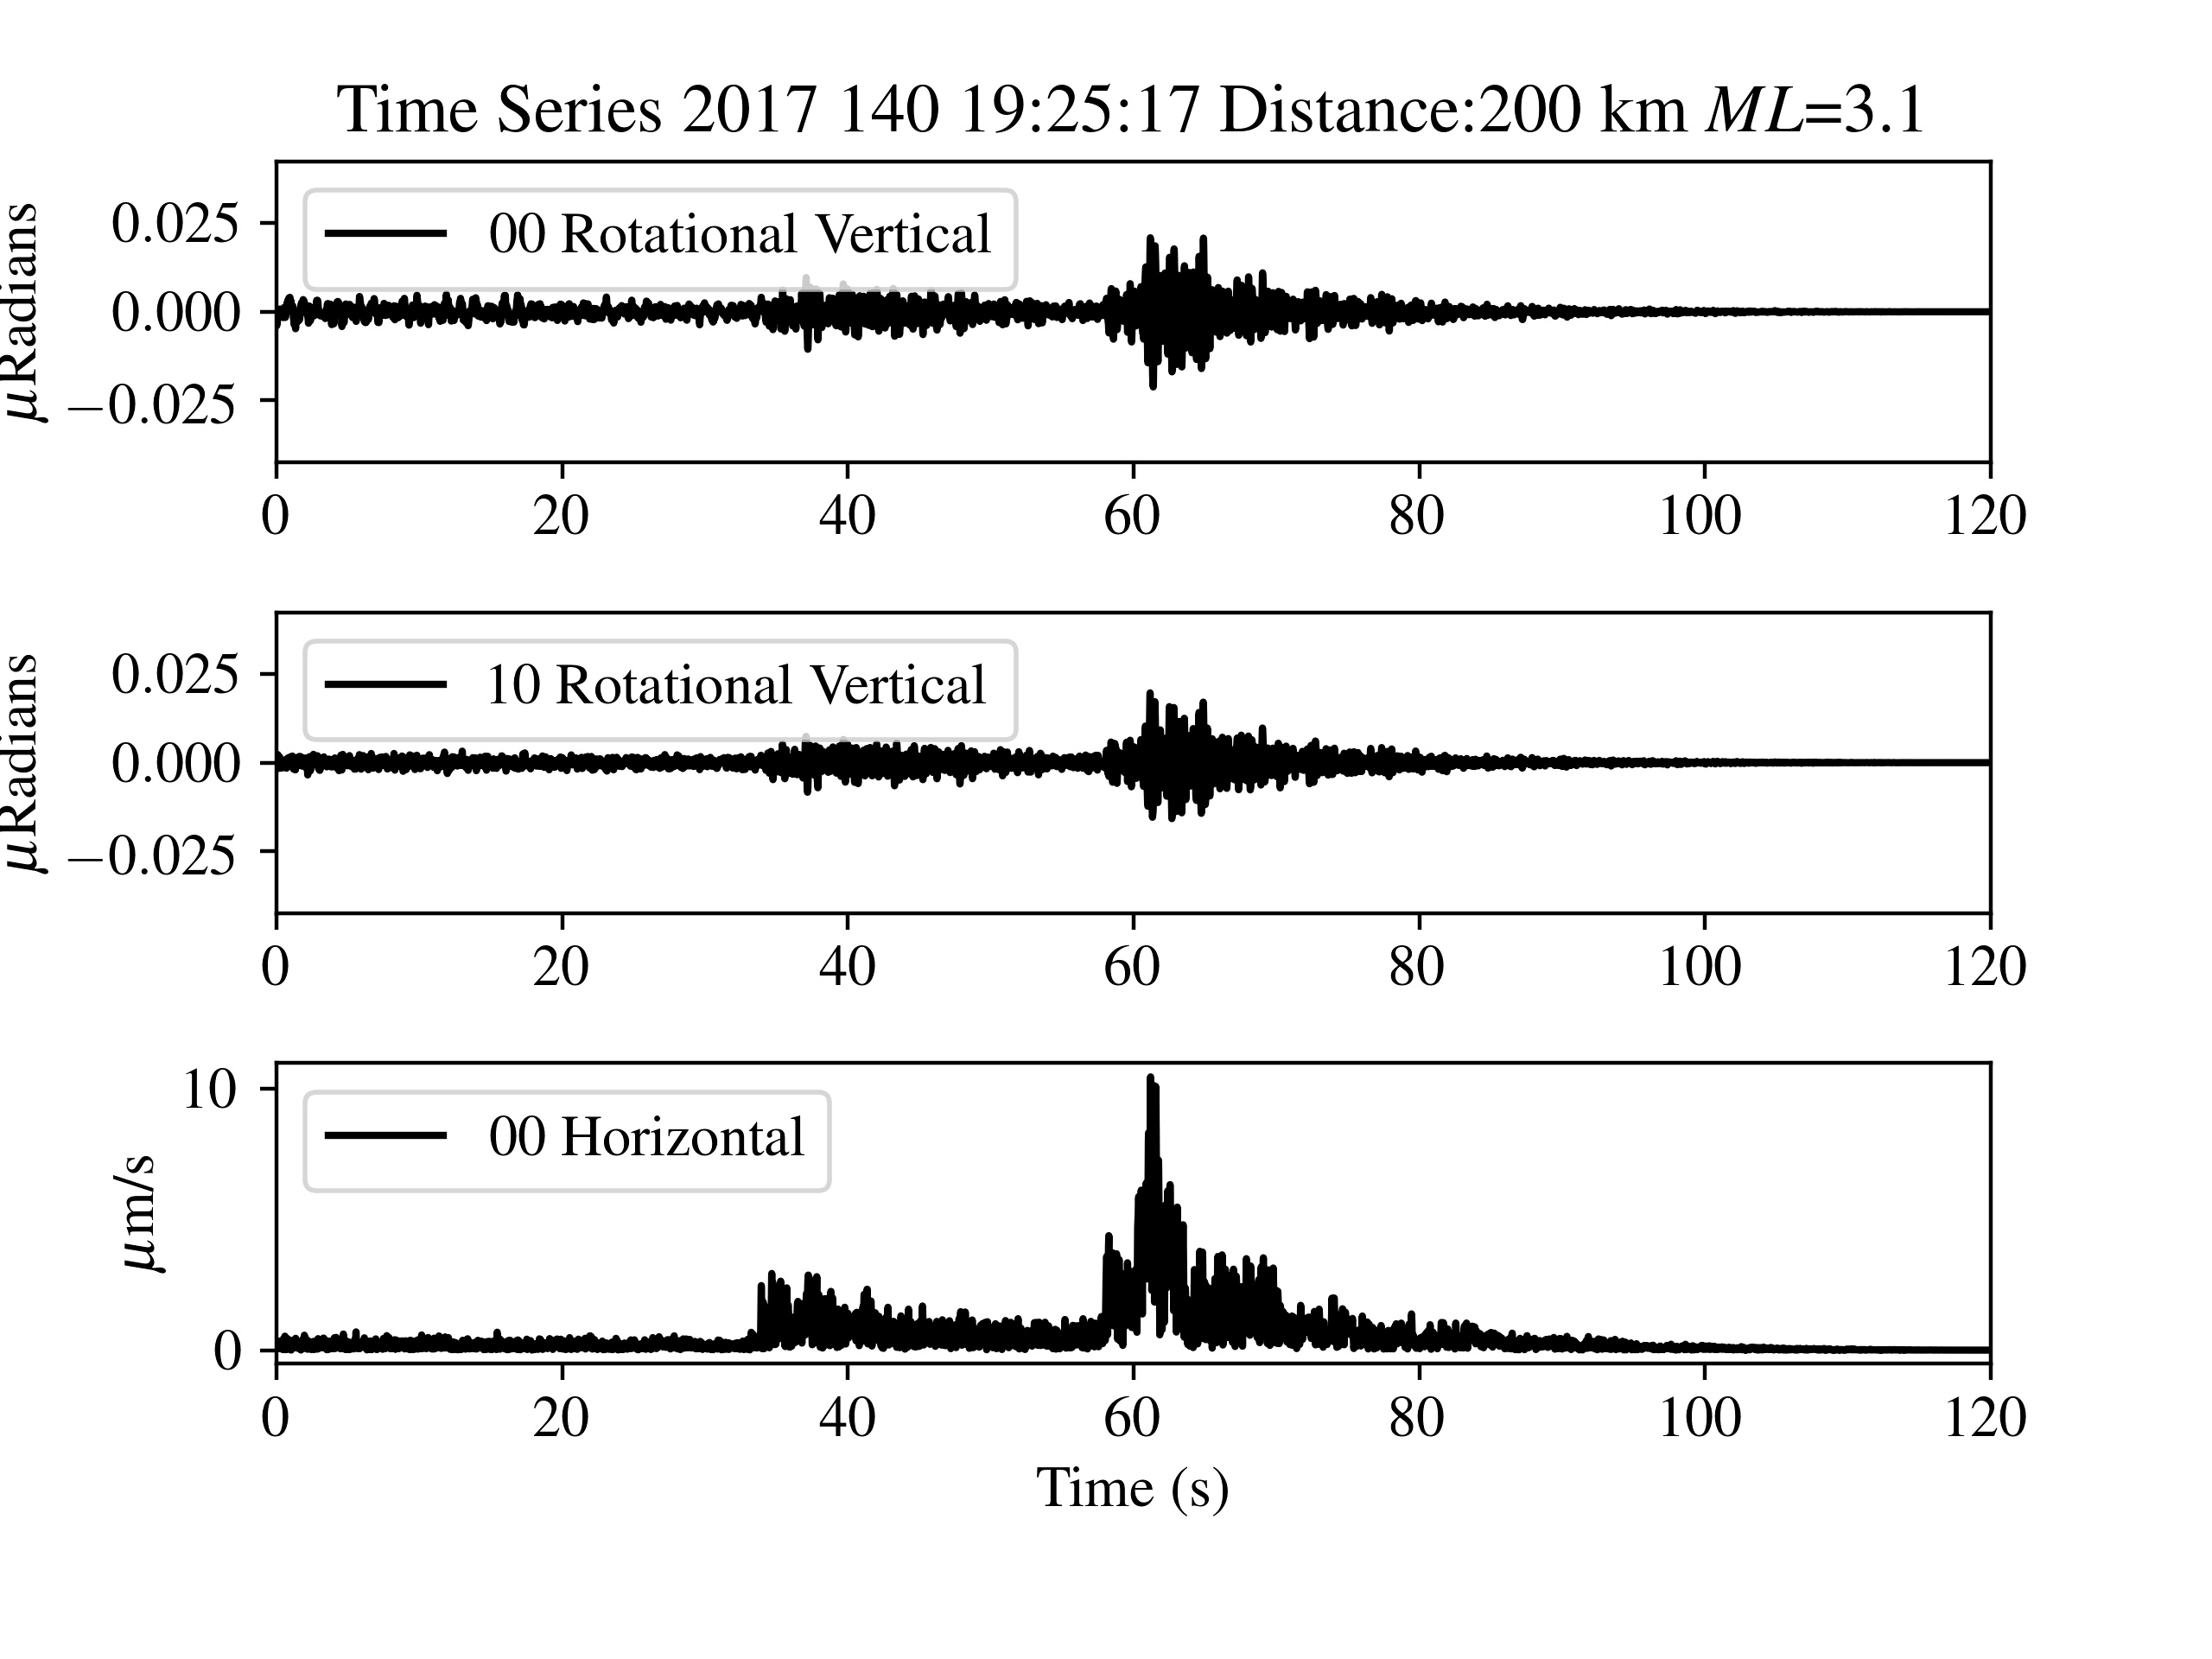 Time Series 2017 140 19:25:17 Distance:200 km ML=3.1
μRadians
0.025
0.000
−0.025
00 Rotational Vertical
0 20 40 60 80 100 120
μRadians
0.025
0.000
−0.025
10 Rotational Vertical
0 20 40 60 80 100 120
μm/s
10
0
00 Horizontal
0 20 40 60 80 100 120
Time (s)